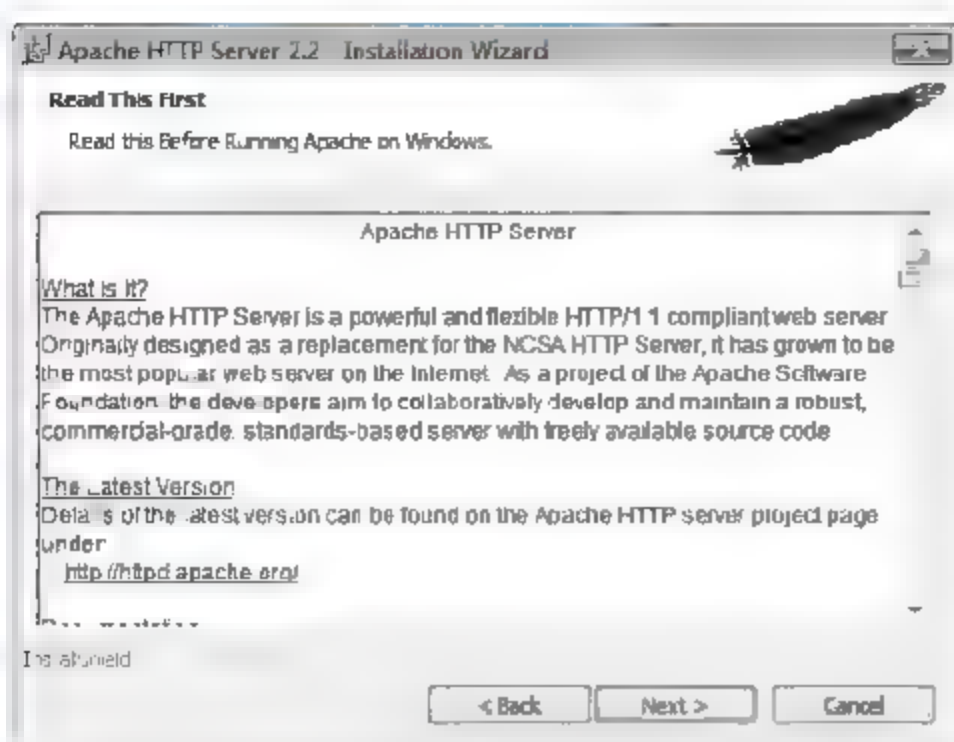 Apache HTTP Server 2.2 Installation Wizard
Read This First
Read this Before Running Apache on Windows.
Apache HTTP Server
What is it?
The Apache HTTP Server is a powerful and flexible HTTP/1.1 compliant web server.
Originally designed as a replacement for the NCSA HTTP Server, it has grown to be
the most popular web server on the Internet. As a project of the Apache Software
Foundation, the developers aim to collaboratively develop and maintain a robust,
commercial-grade, standards-based server with freely available source code.
The Latest Version
Details of the latest version can be found on the Apache HTTP server project page
under
http://httpd.apache.org/
InstallShield
< Back
Next >
Cancel